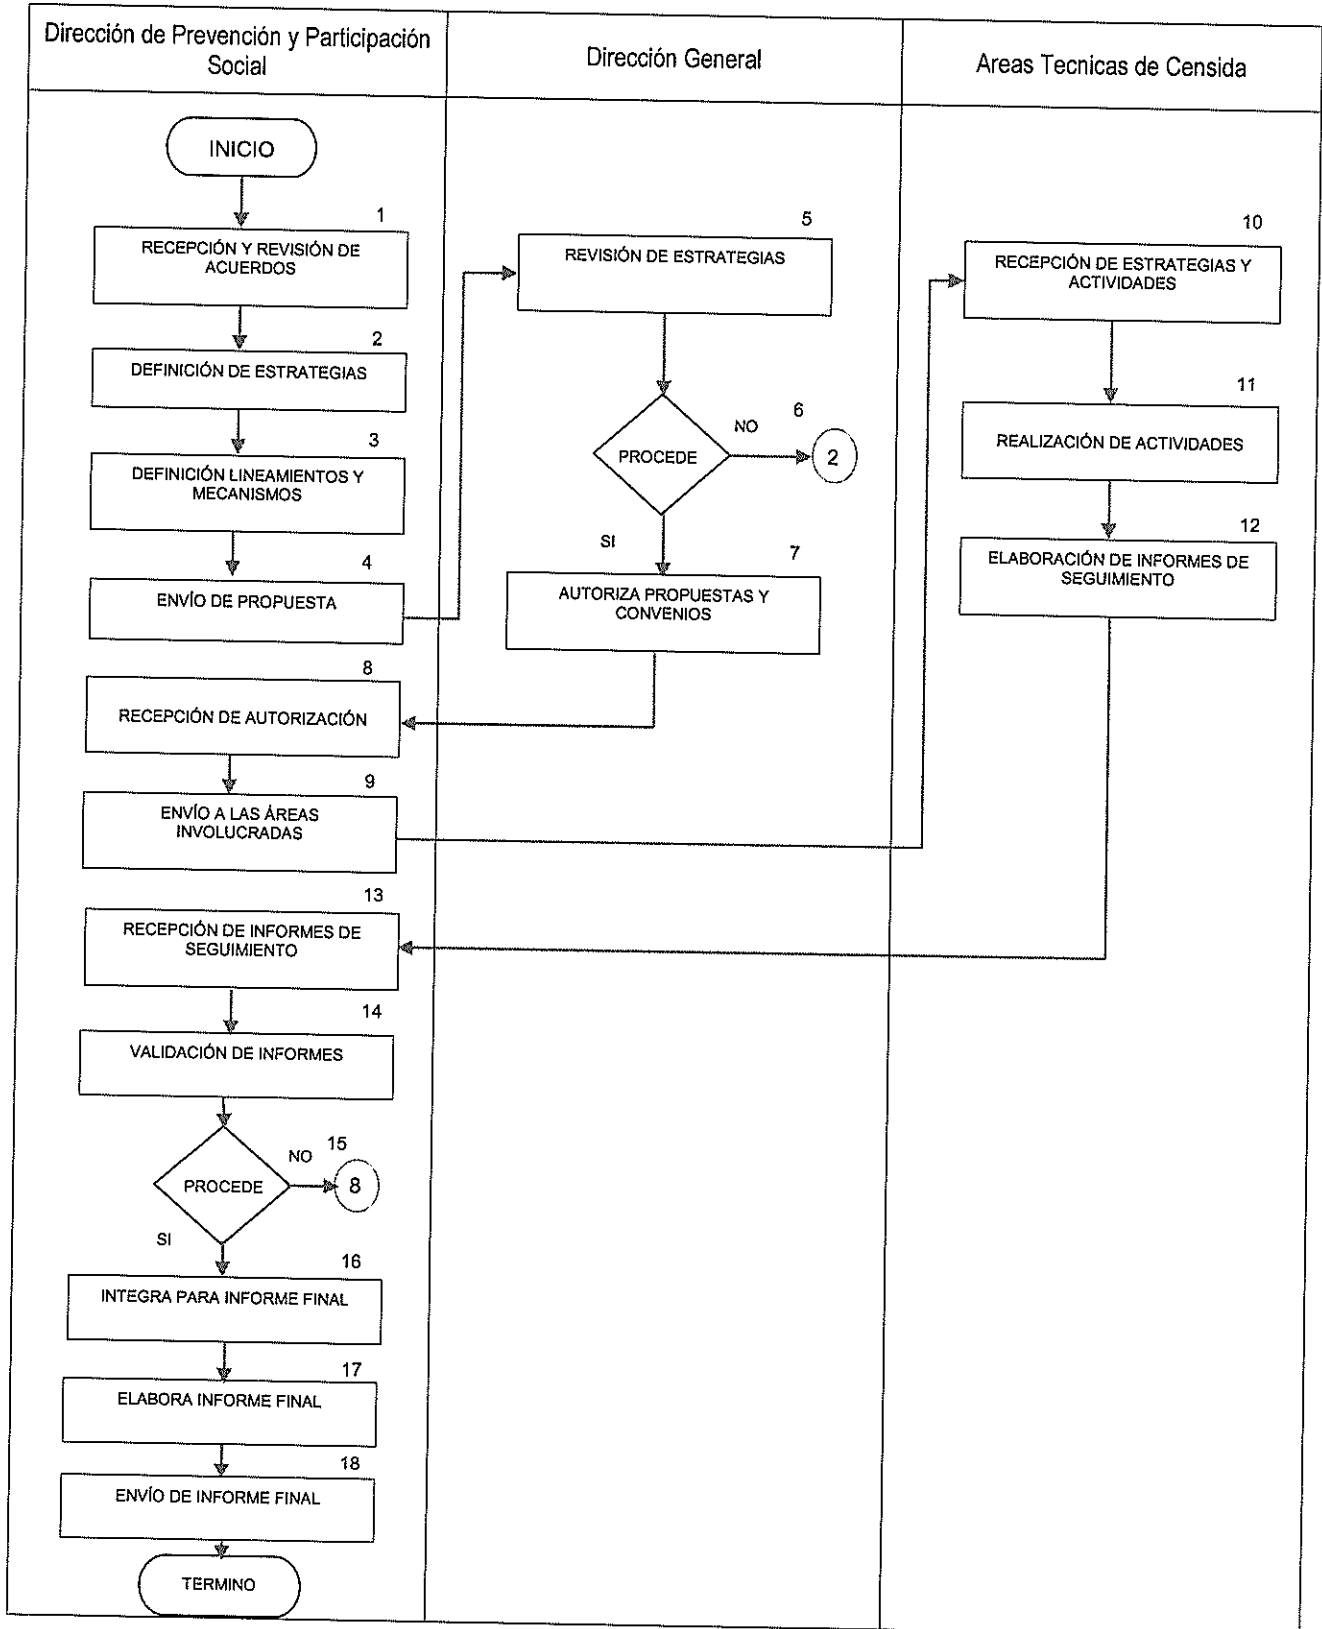 Dirección de Prevención y Participación
Social
Dirección General
Areas Tecnicas de Censida
INICIO
1
RECEPCIÓN Y REVISIÓN DE
ACUERDOS
2
DEFINICIÓN DE ESTRATEGIAS
3
DEFINICIÓN LINEAMIENTOS Y
MECANISMOS
4
ENVÍO DE PROPUESTA
5
REVISIÓN DE ESTRATEGIAS
6
PROCEDE
NO
2
SI
7
AUTORIZA PROPUESTAS Y
CONVENIOS
8
RECEPCIÓN DE AUTORIZACIÓN
9
ENVÍO A LAS ÁREAS
INVOLUCRADAS
10
RECEPCIÓN DE ESTRATEGIAS Y
ACTIVIDADES
11
REALIZACIÓN DE ACTIVIDADES
12
ELABORACIÓN DE INFORMES DE
SEGUIMIENTO
13
RECEPCIÓN DE INFORMES DE
SEGUIMIENTO
14
VALIDACIÓN DE INFORMES
15
PROCEDE
NO
8
SI
16
INTEGRA PARA INFORME FINAL
17
ELABORA INFORME FINAL
18
ENVÍO DE INFORME FINAL
TERMINO